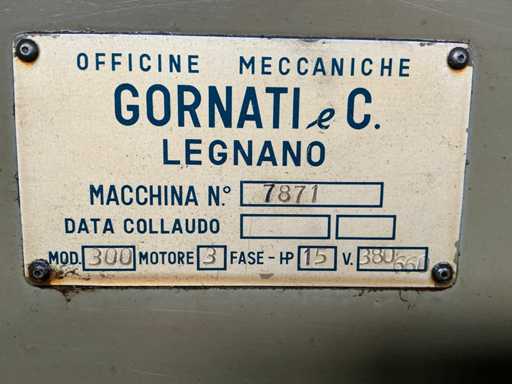 OFFICINE MECCANICHE
GORNATI e C.
LEGNANO
MACCHINA N.° 7871
DATA COLLAUDO
MOD. 300 MOTORE 3 FASE - HP 15 V. 380/660